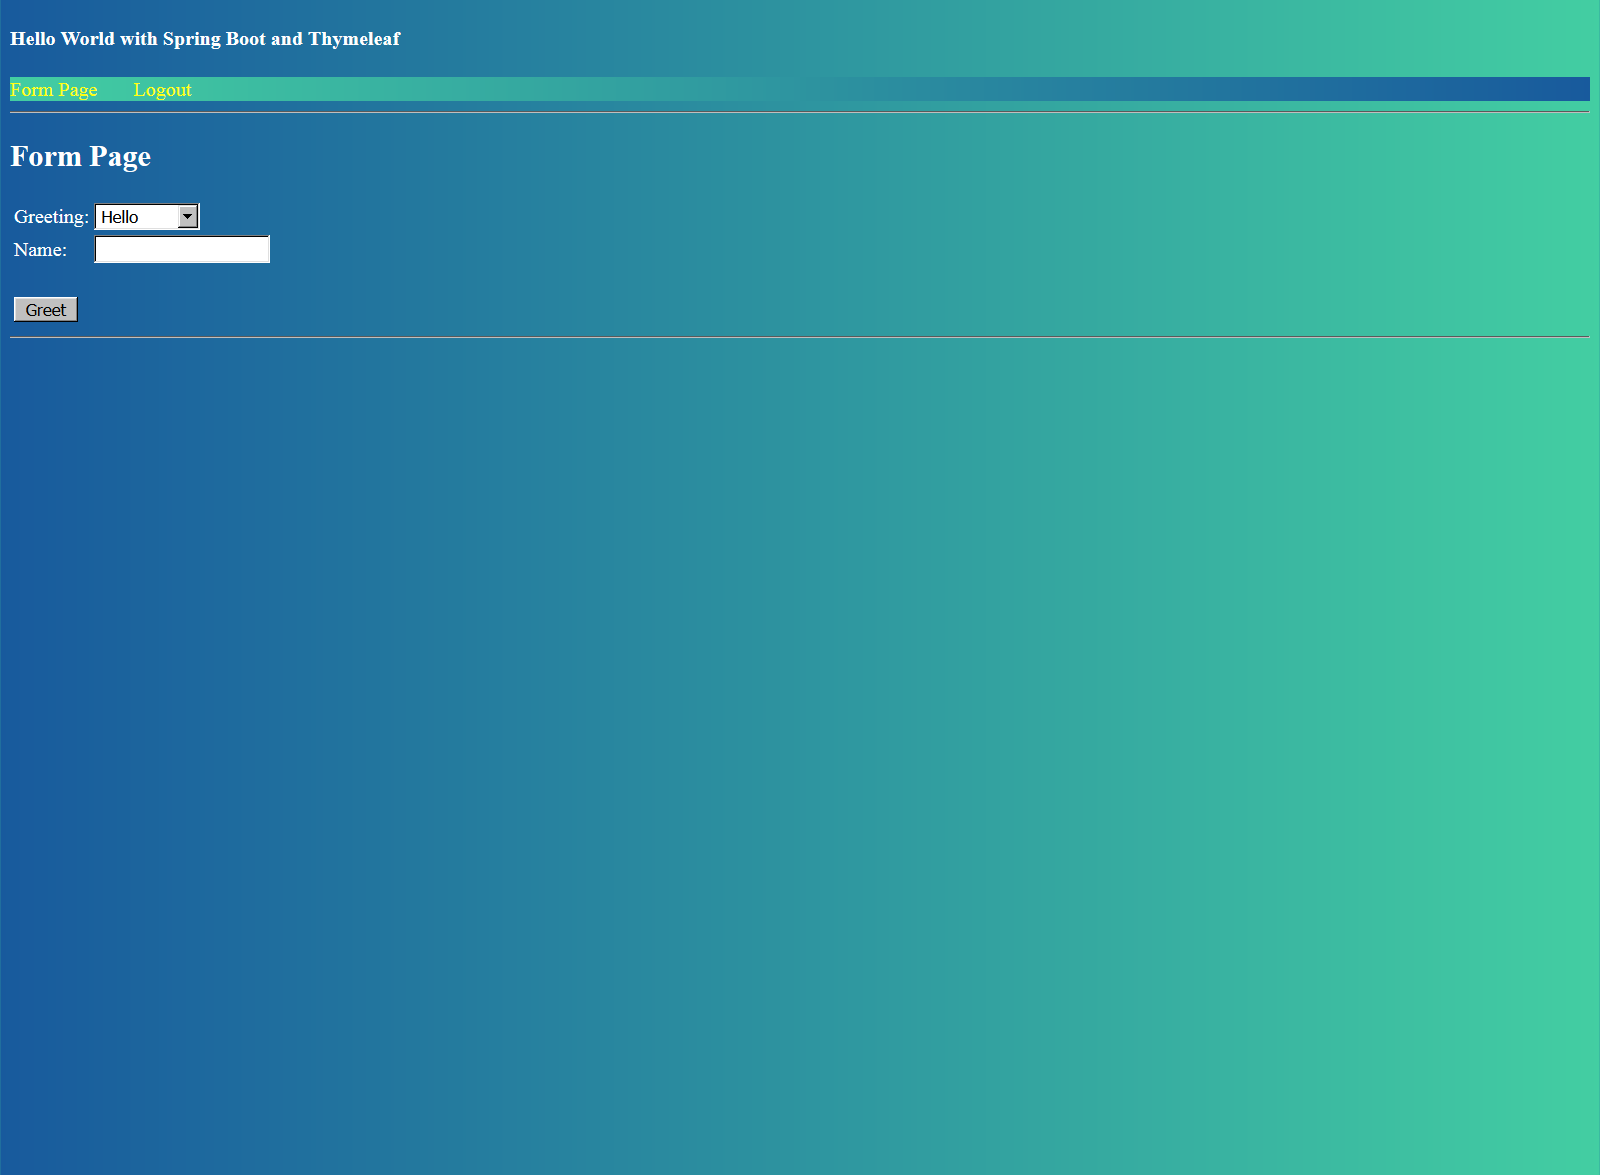 Hello World with Spring Boot and Thymeleaf
Form Page Logout
Form Page
Greeting: Hello
Name:
Greet